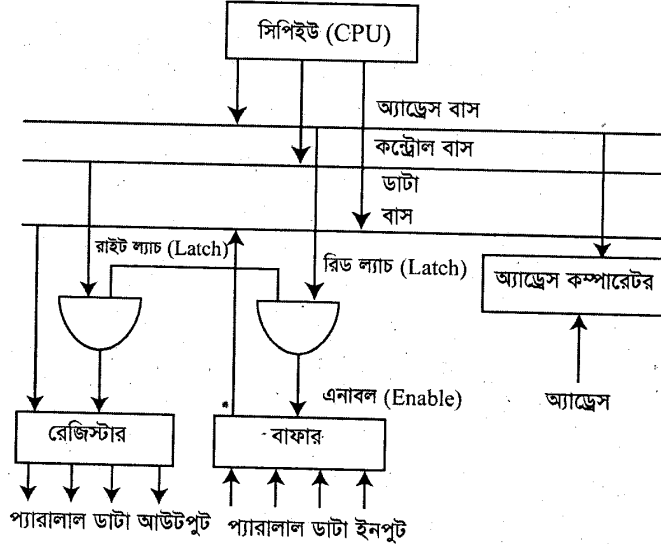 সিপিইউ (CPU)
অ্যাড্রেস বাস
কন্ট্রোল বাস
ডাটা
বাস
রাইট ল্যাচ (Latch)
রিড ল্যাচ (Latch)
অ্যাড্রেস কম্পারেটর
এনাবল (Enable)
অ্যাড্রেস
রেজিস্টার
বাফার
প্যারালাল ডাটা আউটপুট
প্যারালাল ডাটা ইনপুট